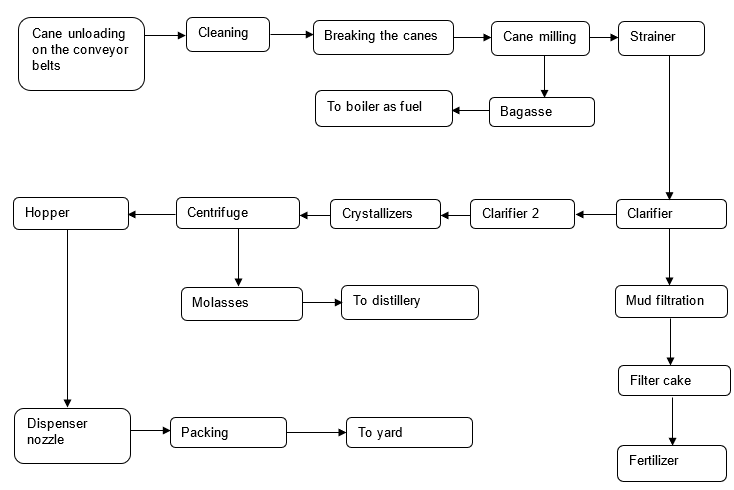 Cane unloading
on the conveyor
belts
Cleaning
Breaking the canes
Cane milling
Strainer
To boiler as fuel
Bagasse
Hopper
Centrifuge
Crystallizers
Clarifier 2
Clarifier
Molasses
To distillery
Mud filtration
Filter cake
Dispenser
nozzle
Packing
To yard
Fertilizer